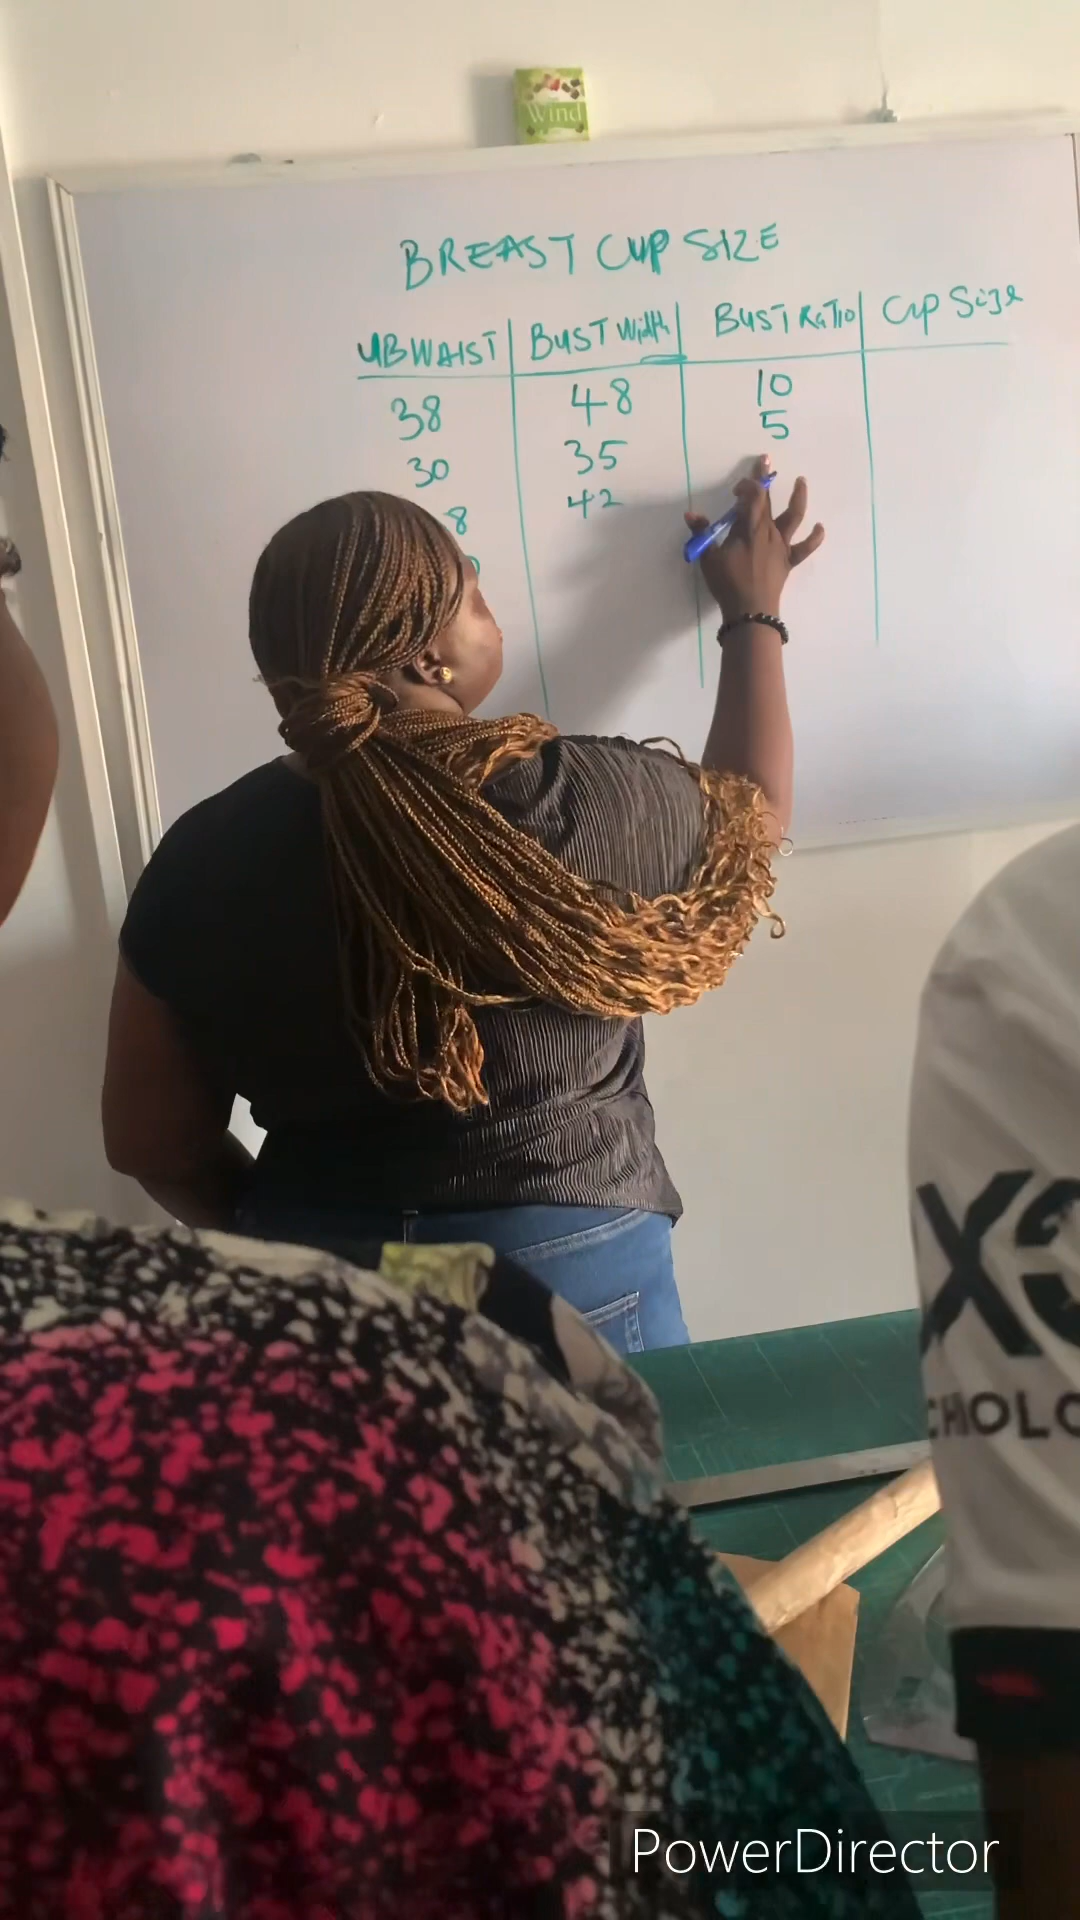 Wind
BREAST CUP SIZE
UBWAIST BUST Width BUST RaTIO Cup Size
38 48 10
30 35 5
8 42
PowerDirector